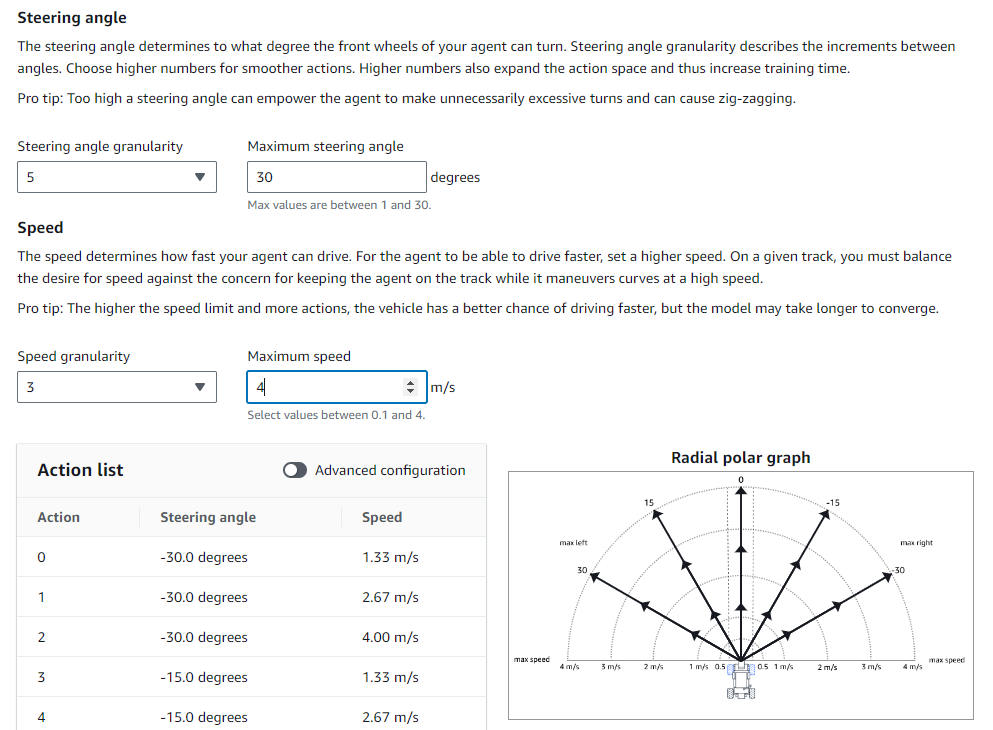 Steering angle
The steering angle determines to what degree the front wheels of your agent can turn. Steering angle granularity describes the increments between
angles. Choose higher numbers for smoother actions. Higher numbers also expand the action space and thus increase training time.
Pro tip: Too high a steering angle can empower the agent to make unnecessarily excessive turns and can cause zig-zagging.
Steering angle granularity
Maximum steering angle
5
30
degrees
Max values are between 1 and 30.
Speed
The speed determines how fast your agent can drive. For the agent to be able to drive faster, set a higher speed. On a given track, you must balance
the desire for speed against the concern for keeping the agent on the track while it maneuvers curves at a high speed.
Pro tip: The higher the speed limit and more actions, the vehicle has a better chance of driving faster, but the model may take longer to converge.
Speed granularity
Maximum speed
3
4
m/s
Select values between 0.1 and 4.
Action list
Advanced configuration
Action Steering angle Speed
0 -30.0 degrees 1.33 m/s
1 -30.0 degrees 2.67 m/s
2 -30.0 degrees 4.00 m/s
3 -15.0 degrees 1.33 m/s
4 -15.0 degrees 2.67 m/s
Radial polar graph
0
15 -15
max left max right
30 -30
max speed 4 m/s 3 m/s 2 m/s 1 m/s 0.5 0.5 1 m/s 2 m/s 3 m/s 4 m/s max speed